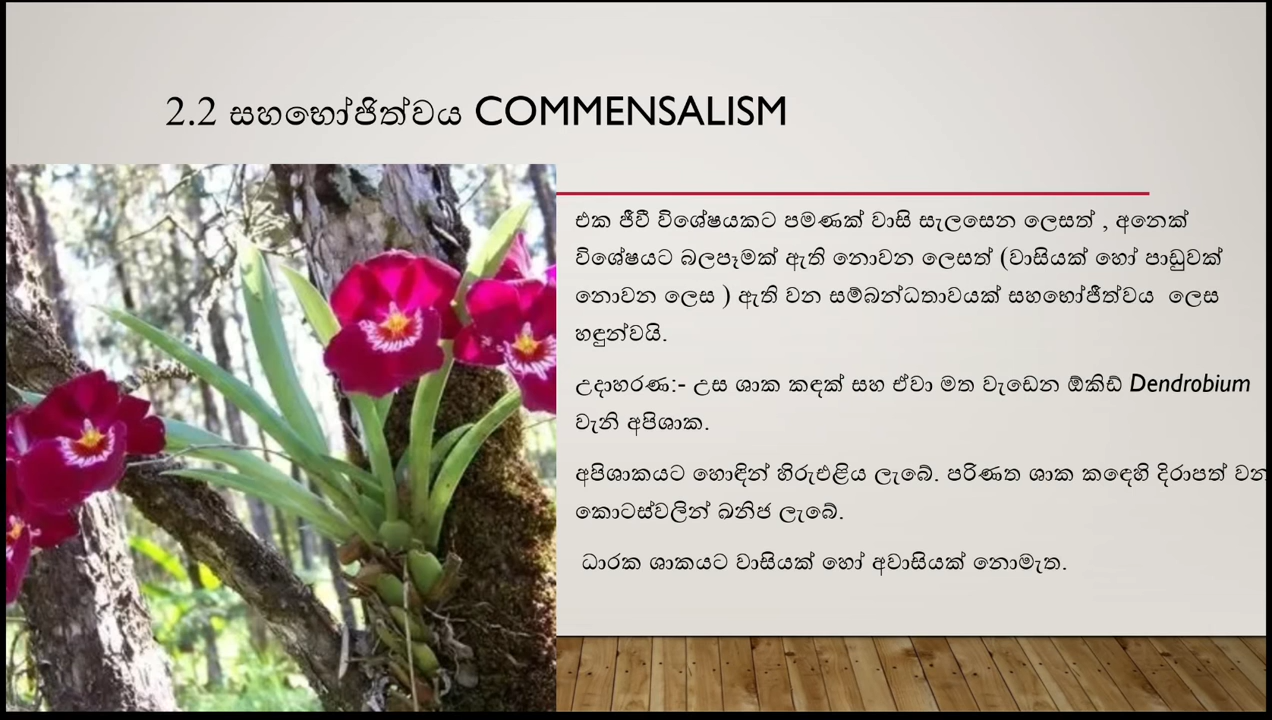 2.2 සහභෝජිත්වය COMMENSALISM
එක ජීවී විශේෂයකට පමණක් වාසි සැලසෙන ලෙසත් , අනෙක්
විශේෂයට බලපෑමක් ඇති නොවන ලෙසත් (වාසියක් හෝ පාඩුවක්
නොවන ලෙස ) ඇති වන සම්බන්ධතාවයක් සහභෝජීත්වය ලෙස
හඳුන්වයි.
උදාහරණ:- උස ශාක කඳක් සහ ඒවා මත වැඩෙන ඕකිඩ් Dendrobium
වැනි අපිශාක.
අපිශාකයට හොඳින් හිරුඑළිය ලැබේ. පරිණත ශාක කඳෙහි දිරාපත් වන
කොටස්වලින් ඛනිජ ලැබේ.
ධාරක ශාකයට වාසියක් හෝ අවාසියක් නොමැත.